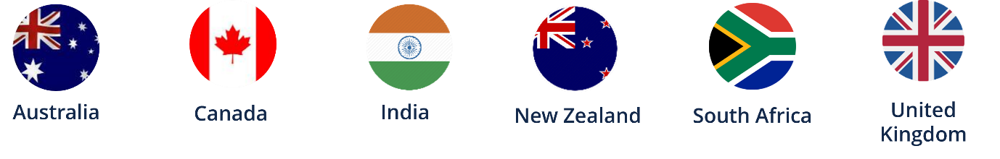 Australia
Canada
India
New Zealand
South Africa
United
Kingdom